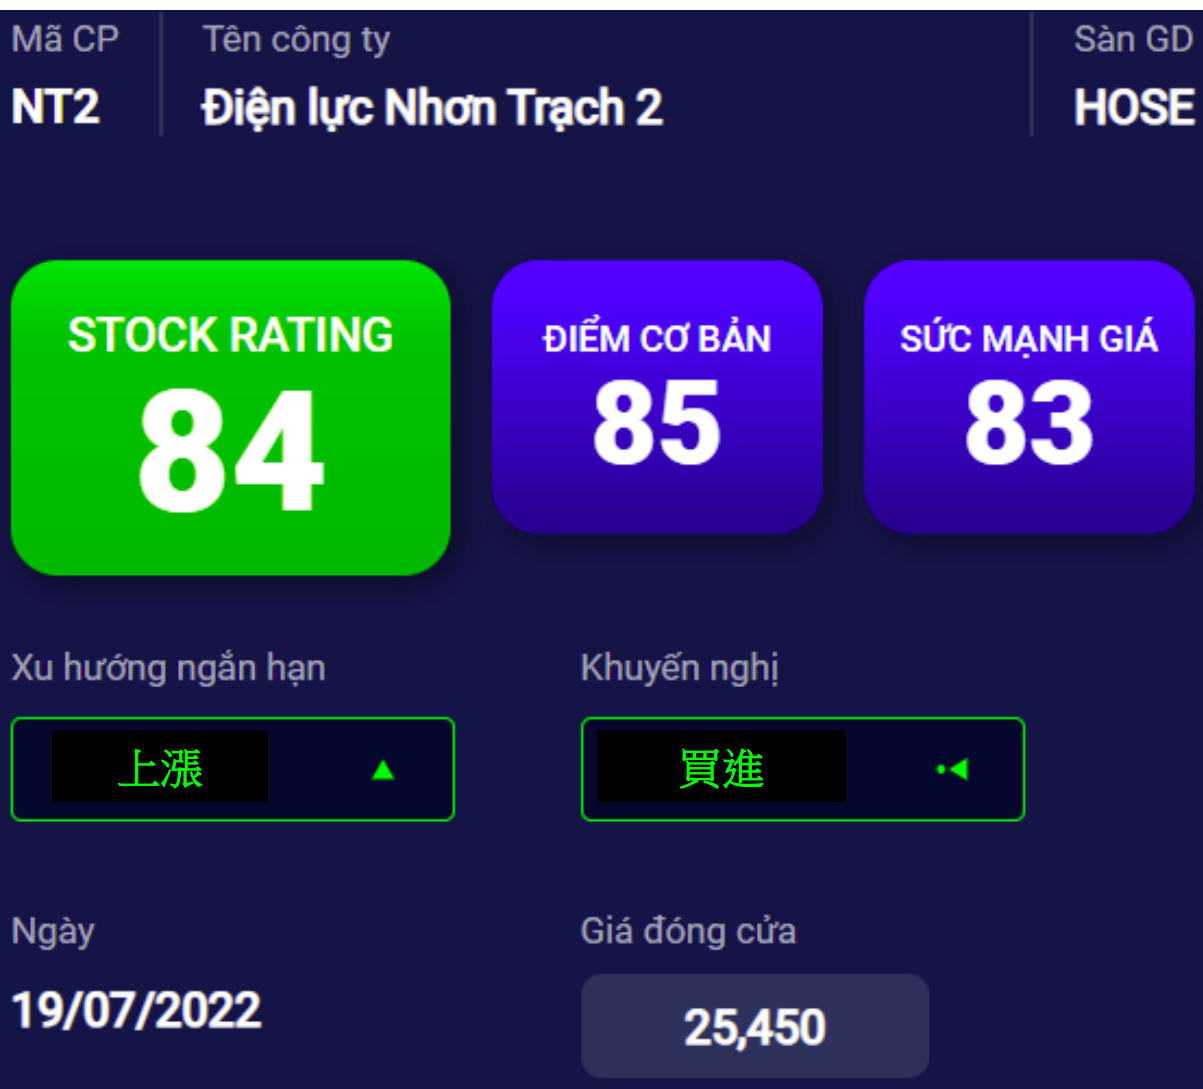 Mã CP
Tên công ty
Sàn GD
NT2
Điện lực Nhơn Trạch 2
HOSE
STOCK RATING
84
ĐIỂM CƠ BẢN
85
SỨC MẠNH GIÁ
83
Xu hướng ngắn hạn
Khuyến nghị
上漲
買進
Ngày
Giá đóng cửa
19/07/2022
25,450